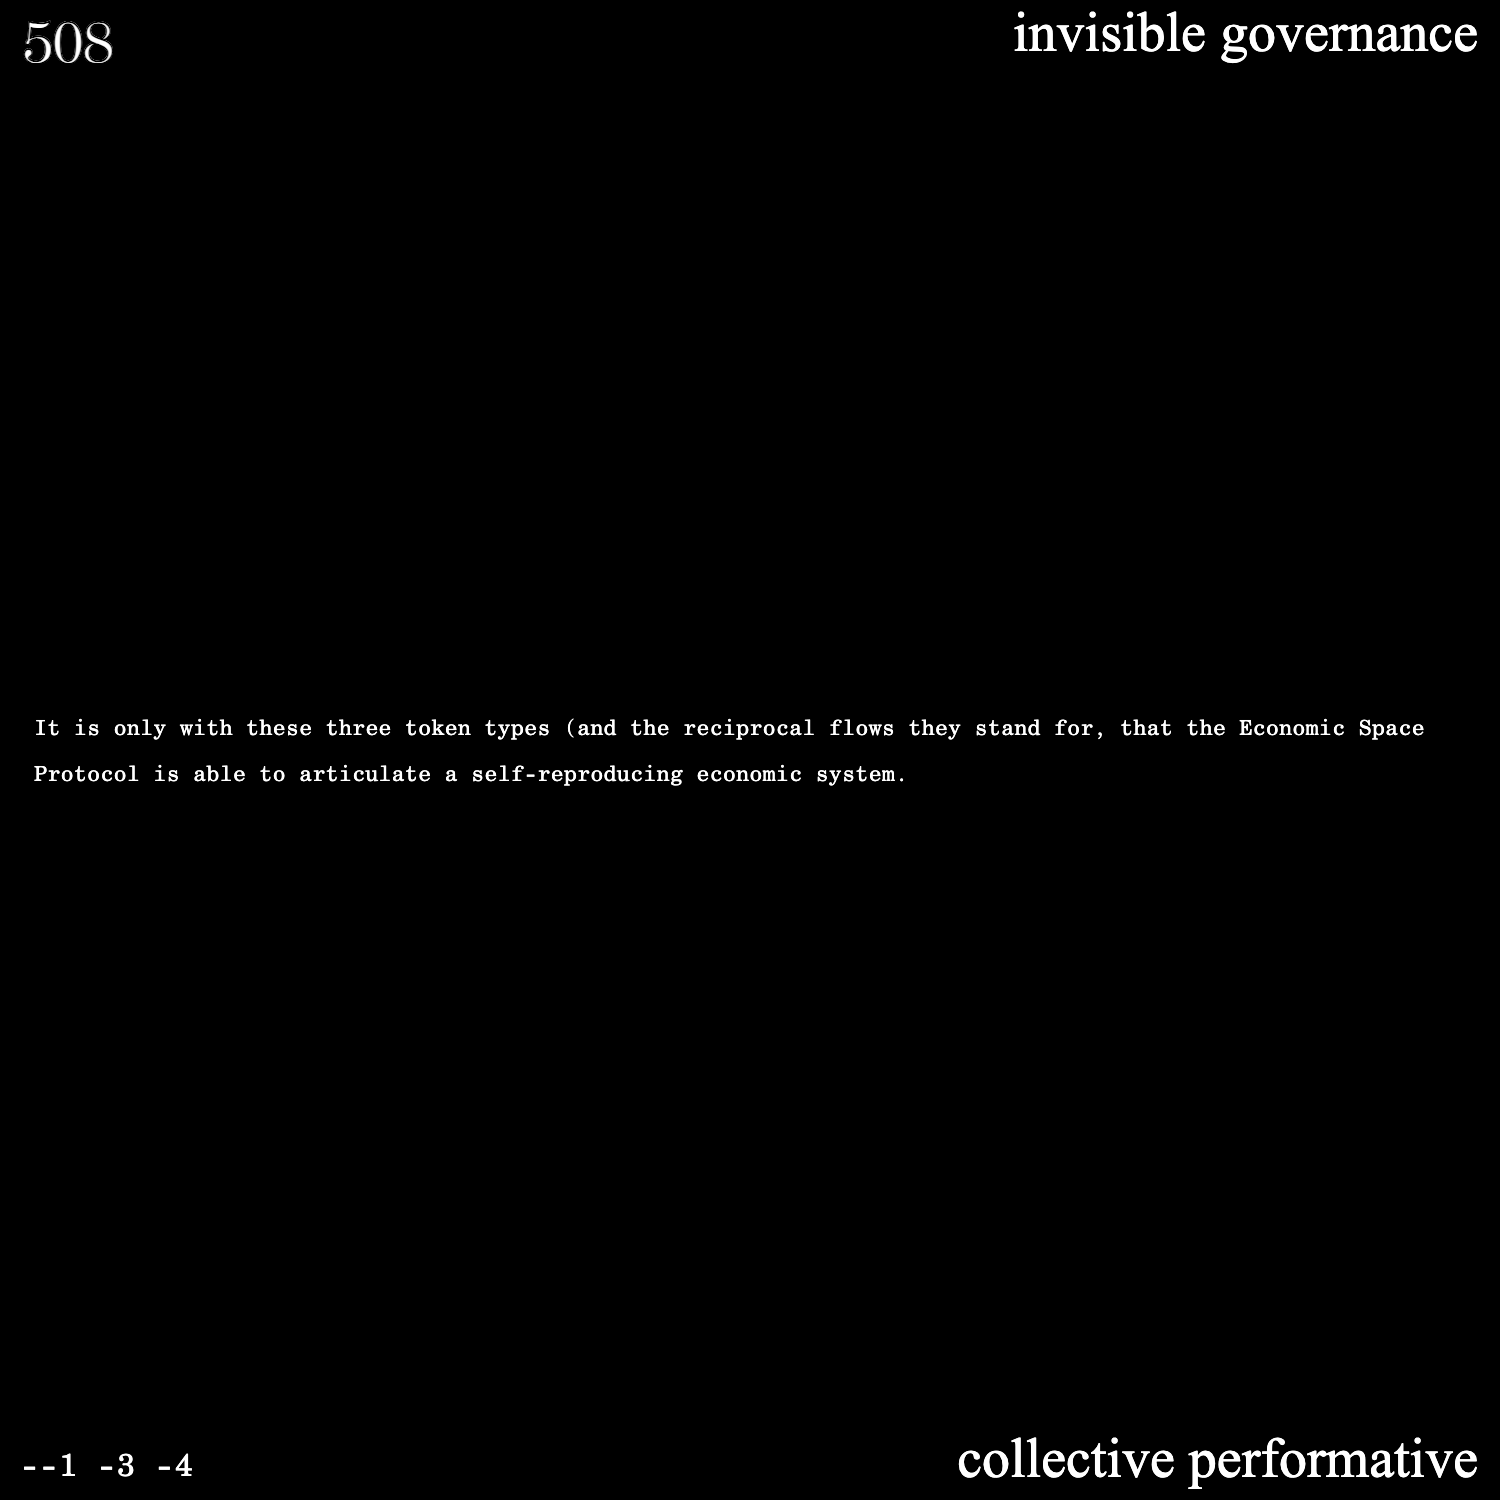 508
invisible governance
It is only with these three token types (and the reciprocal flows they stand for, that the Economic Space
Protocol is able to articulate a self-reproducing economic system.
--1 -3 -4
collective performative